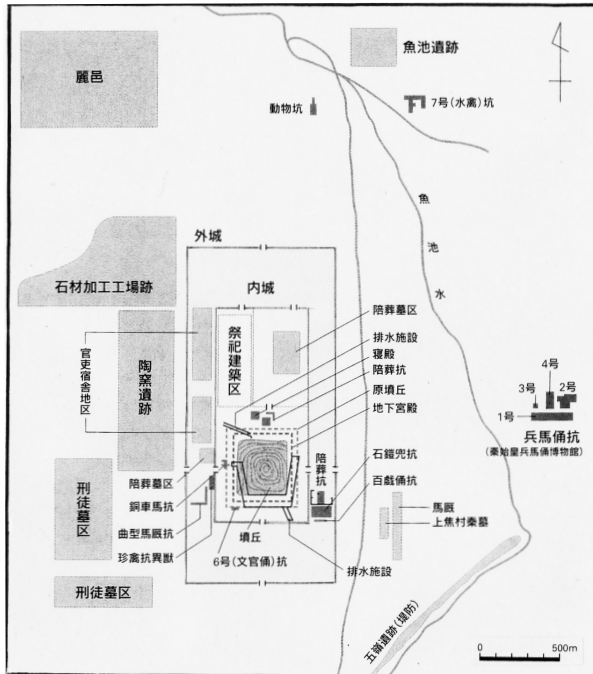 麗邑
魚池遺跡
動物坑
7号(水禽)坑
魚池水
外城
内城
石材加工工場跡
官吏宿舎地区
陶窯遺跡
祭祀建築区
陪葬墓区
排水施設
寝殿
陪葬抗
原墳丘
地下宮殿
4号
3号
2号
1号
兵馬俑抗
(秦始皇兵馬俑博物館)
陪葬抗
石鎧兜抗
百戯俑抗
陪葬墓区
銅車馬抗
曲型馬厩抗
珍禽抗異獣
刑徒墓区
馬厩
上焦村秦墓
墳丘
6号(文官俑)抗
排水施設
刑徒墓区
五嶺遺跡(堤防)
0
500m